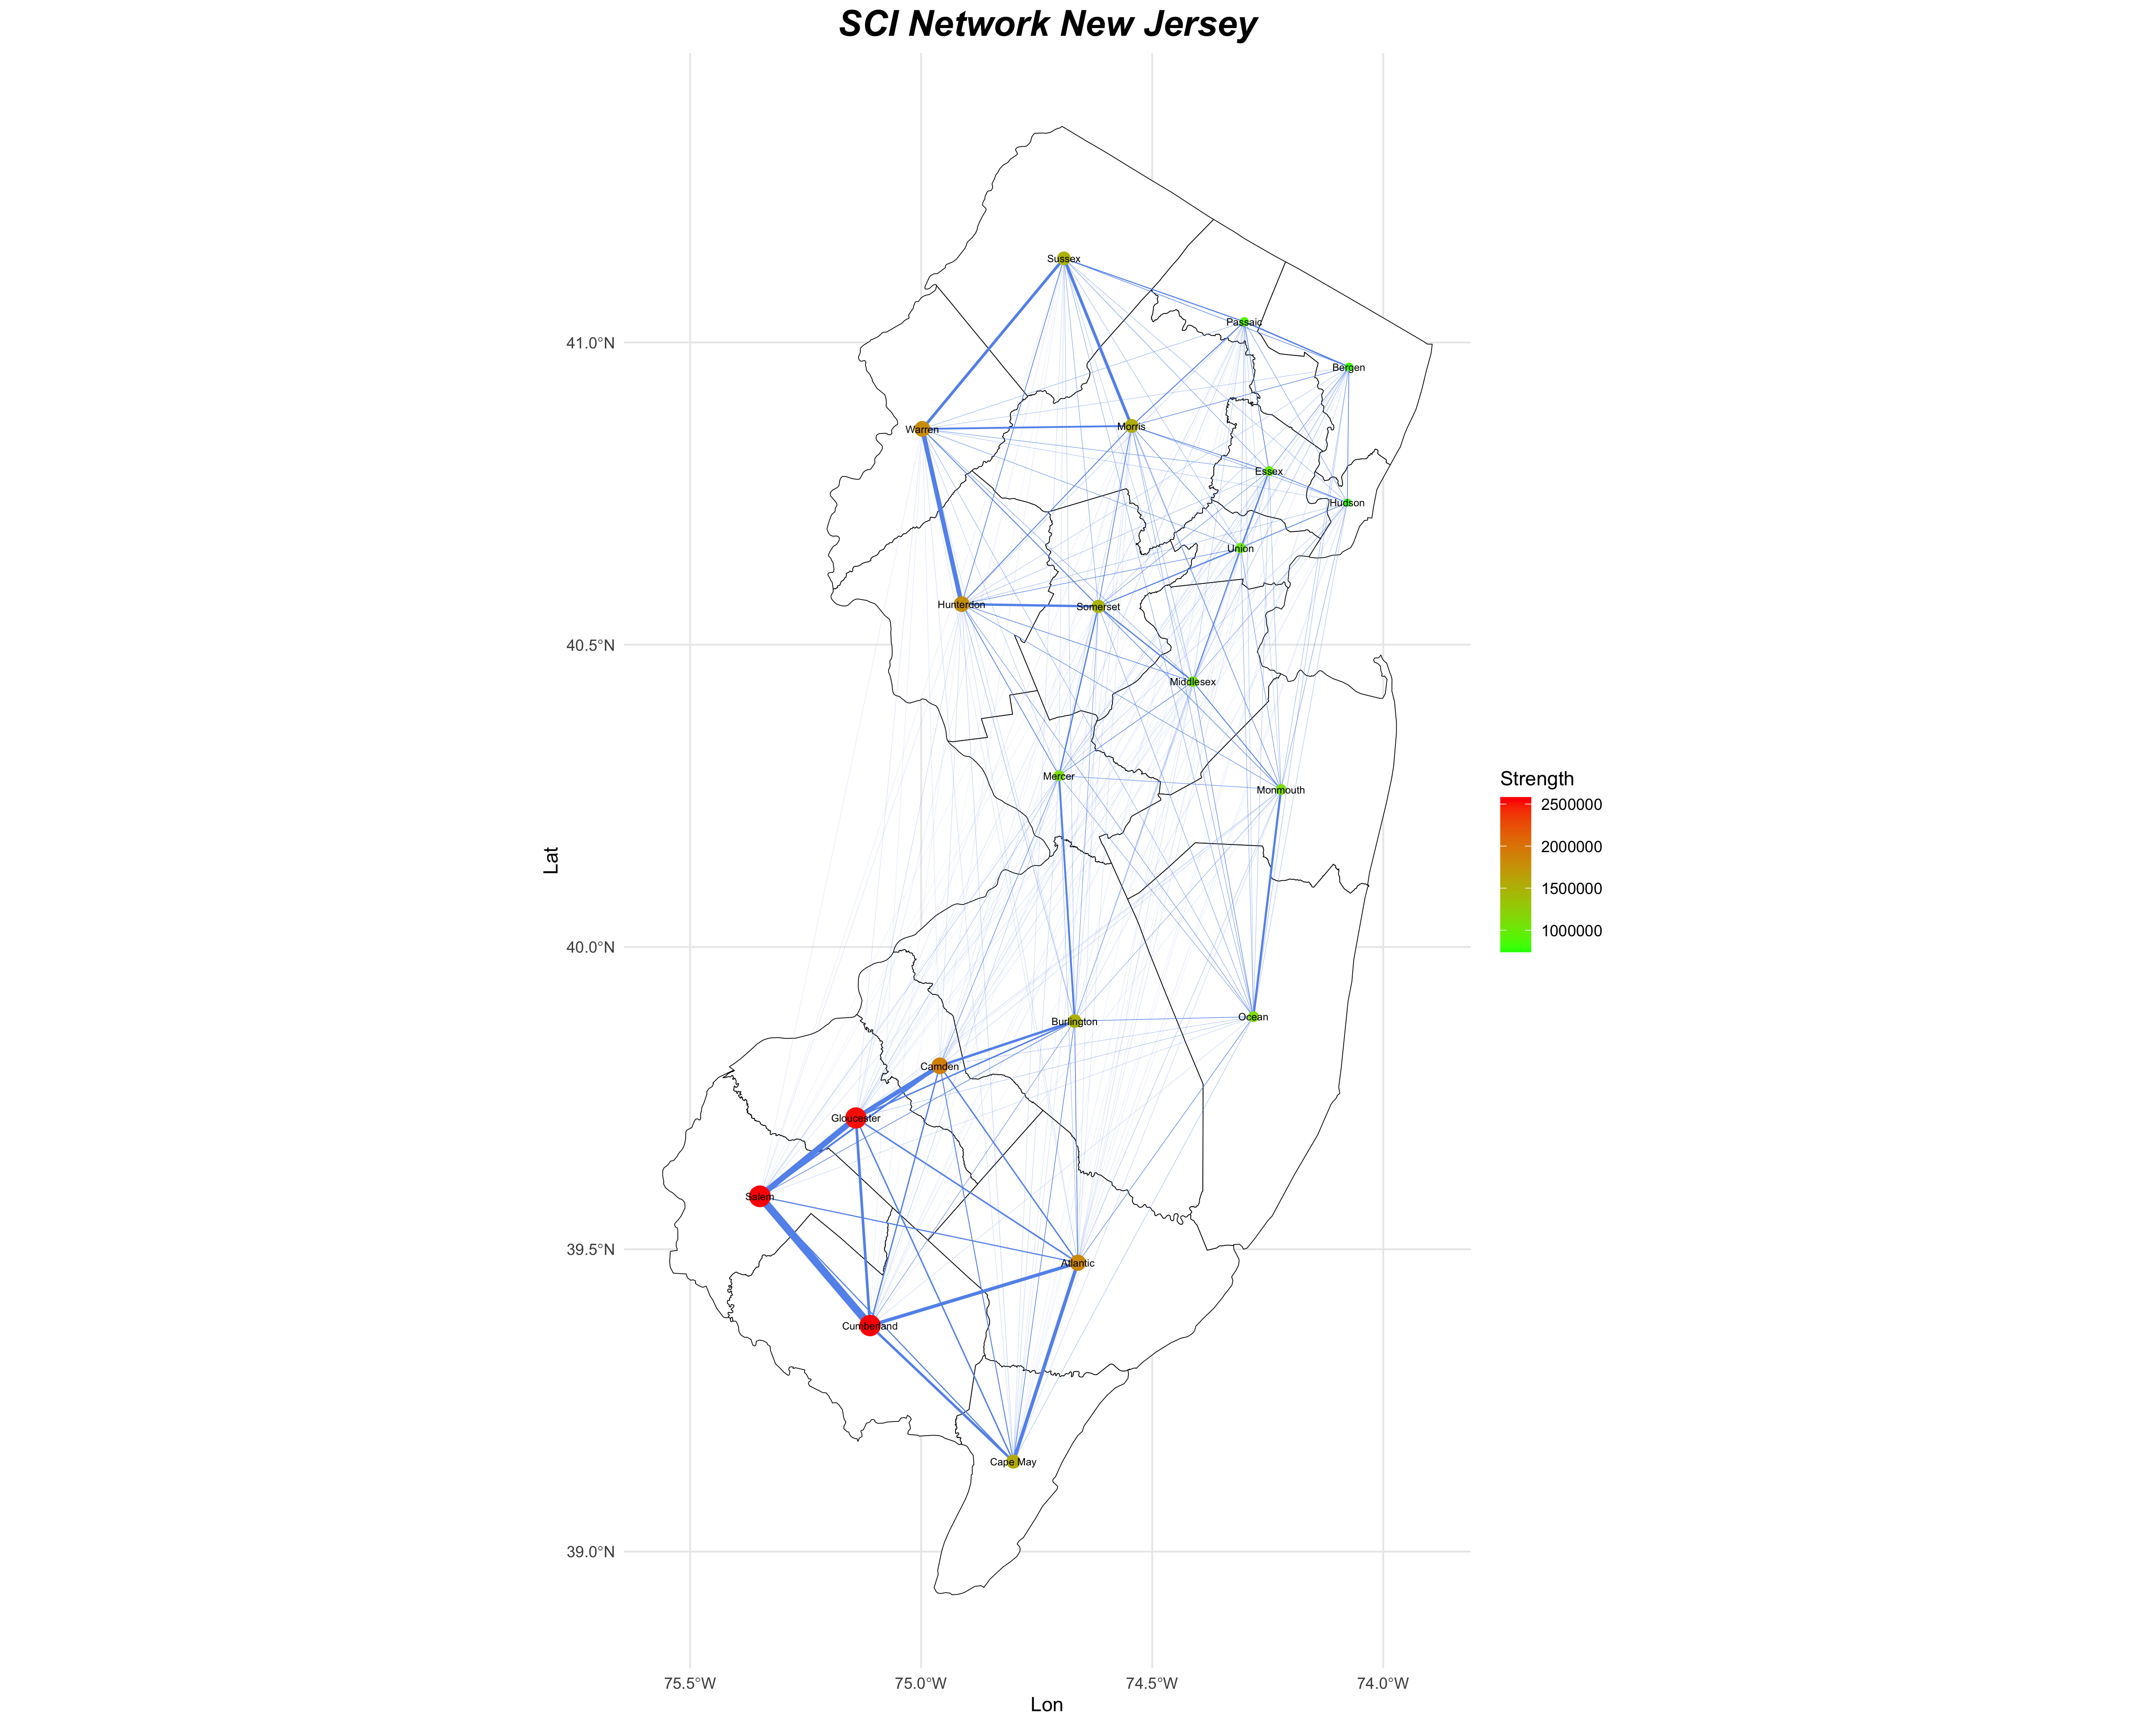 SCI Network New Jersey
Sussex
Passaic
41.0°N
Bergen
Warren
Morris
Essex
Hudson
Union
Hunterdon
Somerset
40.5°N
Middlesex
Mercer
Monmouth
Strength
2500000
2000000
1500000
1000000
Lat
40.0°N
Burlington
Ocean
Camden
Gloucester
Salem
39.5°N
Atlantic
Cumberland
Cape May
39.0°N
75.5°W
75.0°W
74.5°W
74.0°W
Lon